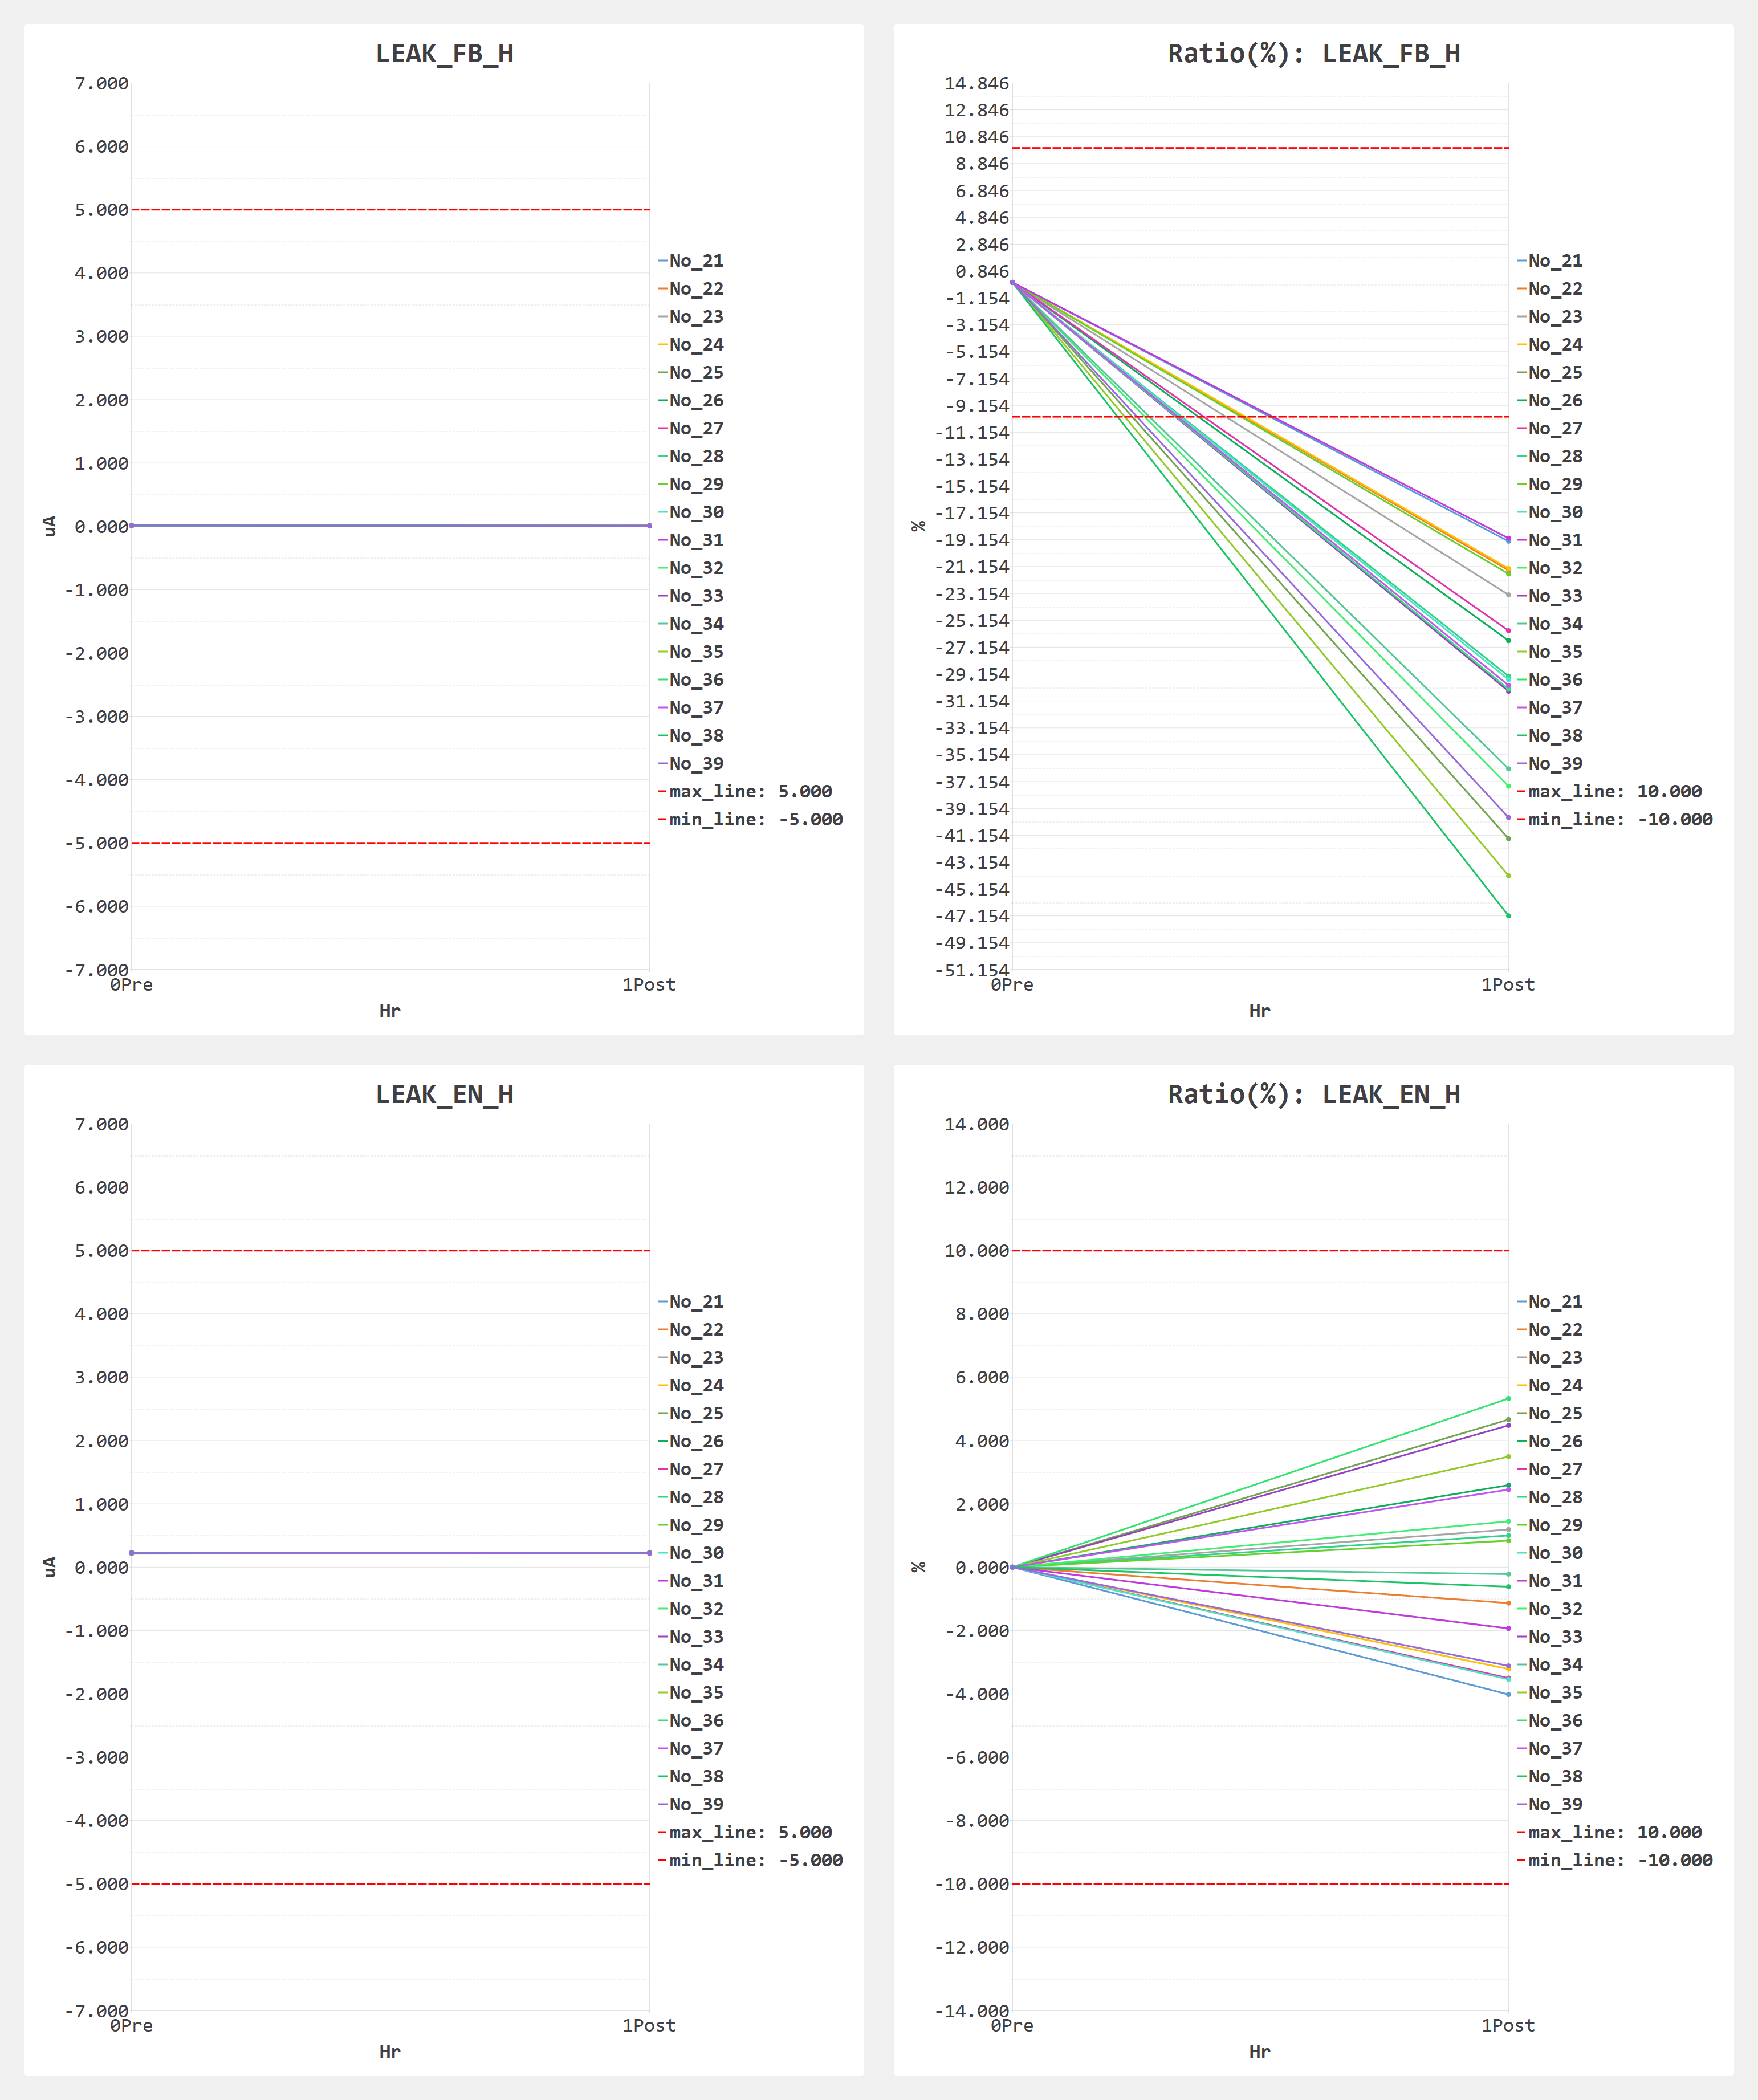 LEAK_FB_H
7.000
6.000
5.000
4.000
3.000
2.000
1.000
0.000
-1.000
-2.000
-3.000
-4.000
-5.000
-6.000
-7.000
uA
0Pre
1Post
Hr
No_21
No_22
No_23
No_24
No_25
No_26
No_27
No_28
No_29
No_30
No_31
No_32
No_33
No_34
No_35
No_36
No_37
No_38
No_39
max_line: 5.000
min_line: -5.000
Ratio(%): LEAK_FB_H
14.846
12.846
10.846
8.846
6.846
4.846
2.846
0.846
-1.154
-3.154
-5.154
-7.154
-9.154
-11.154
-13.154
-15.154
-17.154
-19.154
-21.154
-23.154
-25.154
-27.154
-29.154
-31.154
-33.154
-35.154
-37.154
-39.154
-41.154
-43.154
-45.154
-47.154
-49.154
-51.154
%
0Pre
1Post
Hr
No_21
No_22
No_23
No_24
No_25
No_26
No_27
No_28
No_29
No_30
No_31
No_32
No_33
No_34
No_35
No_36
No_37
No_38
No_39
max_line: 10.000
min_line: -10.000
LEAK_EN_H
7.000
6.000
5.000
4.000
3.000
2.000
1.000
0.000
-1.000
-2.000
-3.000
-4.000
-5.000
-6.000
-7.000
uA
0Pre
1Post
Hr
No_21
No_22
No_23
No_24
No_25
No_26
No_27
No_28
No_29
No_30
No_31
No_32
No_33
No_34
No_35
No_36
No_37
No_38
No_39
max_line: 5.000
min_line: -5.000
Ratio(%): LEAK_EN_H
14.000
12.000
10.000
8.000
6.000
4.000
2.000
0.000
-2.000
-4.000
-6.000
-8.000
-10.000
-12.000
-14.000
%
0Pre
1Post
Hr
No_21
No_22
No_23
No_24
No_25
No_26
No_27
No_28
No_29
No_30
No_31
No_32
No_33
No_34
No_35
No_36
No_37
No_38
No_39
max_line: 10.000
min_line: -10.000